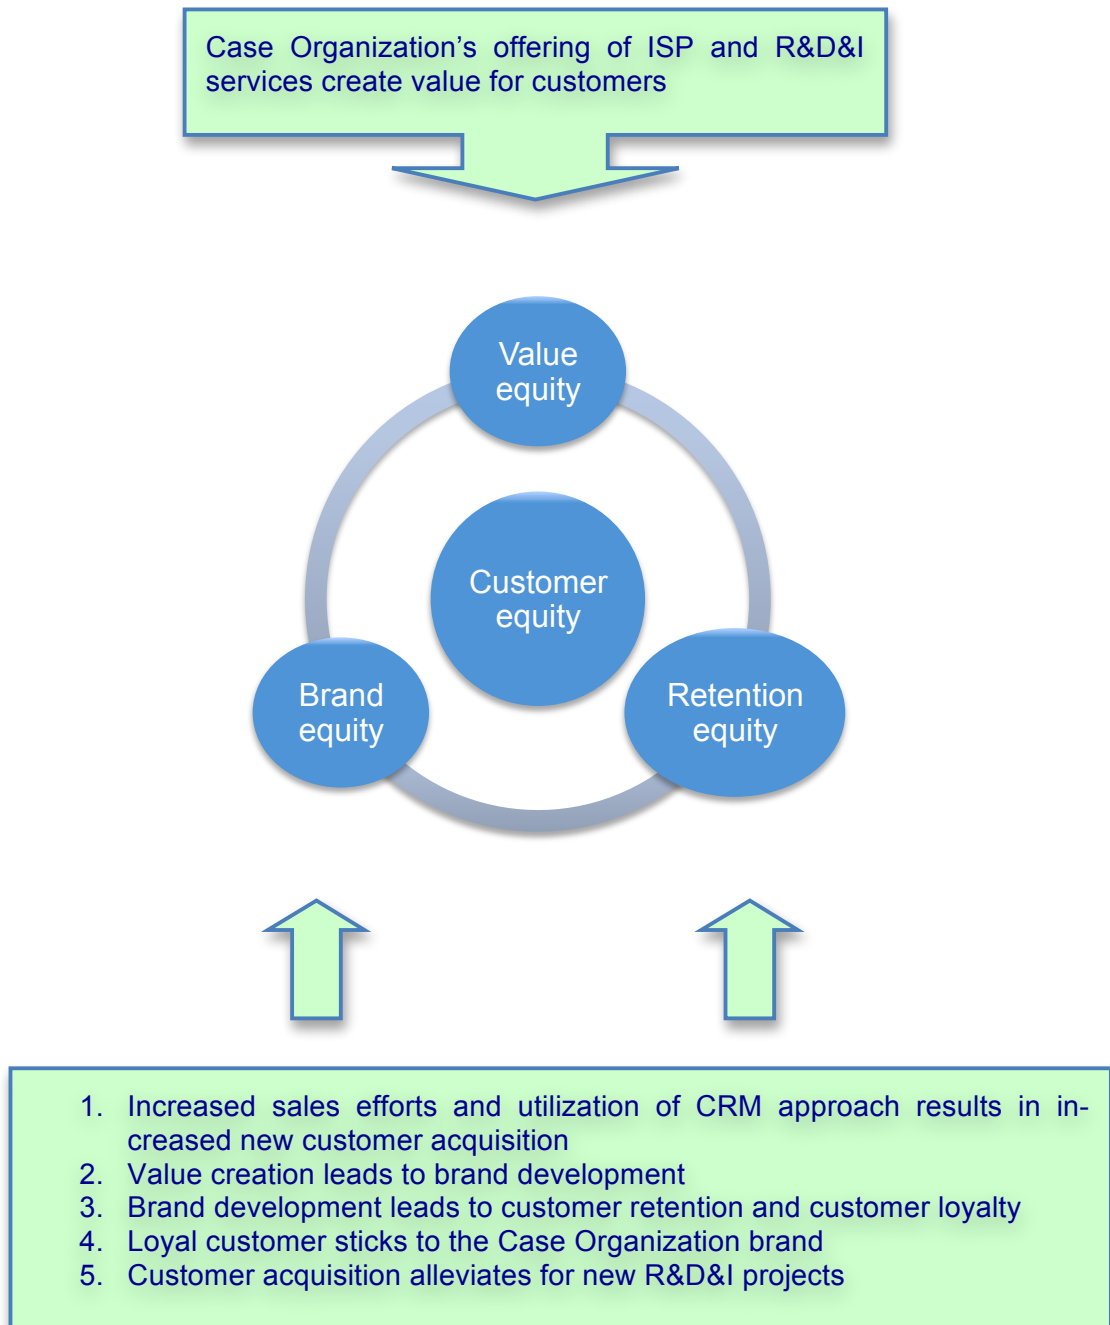 Case Organization's offering of ISP and R&D&I
services create value for customers
Value
equity
Customer
equity
Brand
equity
Retention
equity
1. Increased sales efforts and utilization of CRM approach results in in-
creased new customer acquisition
2. Value creation leads to brand development
3. Brand development leads to customer retention and customer loyalty
4. Loyal customer sticks to the Case Organization brand
5. Customer acquisition alleviates for new R&D&I projects